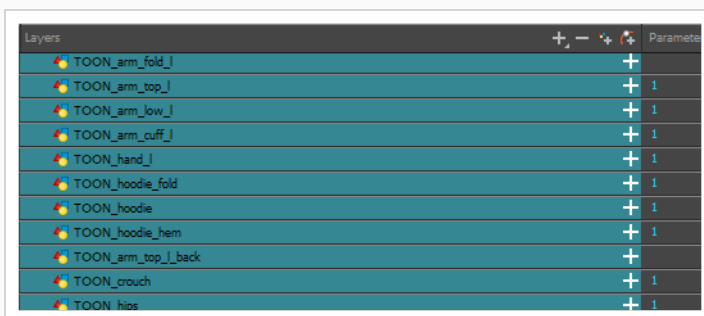 Layers Paramete
TOON_arm_fold_l
TOON_arm_top_l 1
TOON_arm_low_l 1
TOON_arm_cuff_l 1
TOON_hand_l 1
TOON_hoodie_fold 1
TOON_hoodie 1
TOON_hoodie_hem 1
TOON_arm_top_l_back
TOON_crouch 1
TOON_hips 1